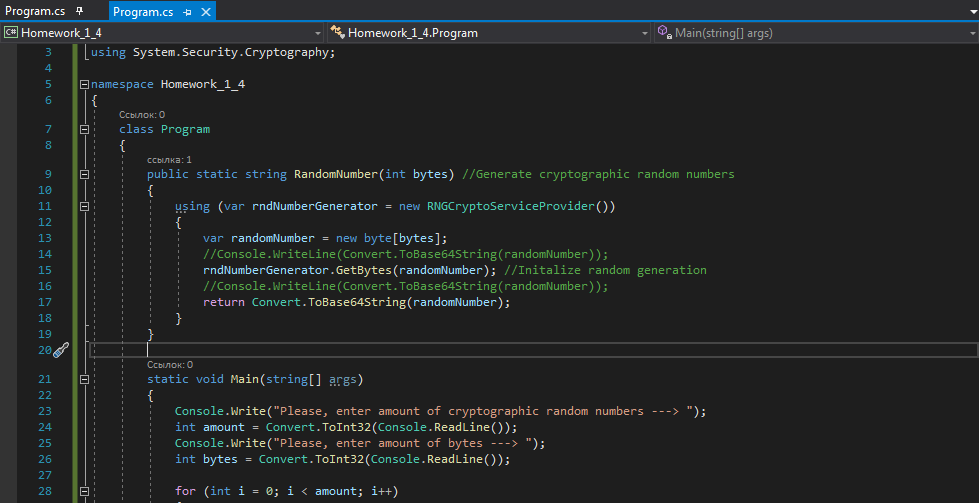 Program.cs Program.cs
C# Homework_1_4 Homework_1_4.Program Main(string[] args)
3 using System.Security.Cryptography;
4
5 namespace Homework_1_4
6 {
Ссылок: 0
7 class Program
8 {
ссылка: 1
9 public static string RandomNumber(int bytes) //Generate cryptographic random numbers
10 {
11 using (var rndNumberGenerator = new RNGCryptoServiceProvider())
12 {
13 var randomNumber = new byte[bytes];
14 //Console.WriteLine(Convert.ToBase64String(randomNumber));
15 rndNumberGenerator.GetBytes(randomNumber); //Initalize random generation
16 //Console.WriteLine(Convert.ToBase64String(randomNumber));
17 return Convert.ToBase64String(randomNumber);
18 }
19 }
20
Ссылок: 0
21 static void Main(string[] args)
22 {
23 Console.Write("Please, enter amount of cryptographic random numbers ---> ");
24 int amount = Convert.ToInt32(Console.ReadLine());
25 Console.Write("Please, enter amount of bytes ---> ");
26 int bytes = Convert.ToInt32(Console.ReadLine());
27
28 for (int i = 0; i < amount; i++)